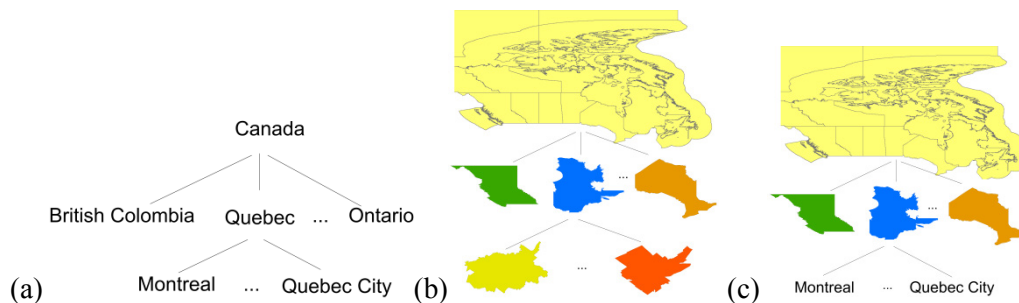 Canada
British Colombia Quebec ... Ontario
Montreal ... Quebec City
(a)
...
...
(b)
...
Montreal ... Quebec City
(c)